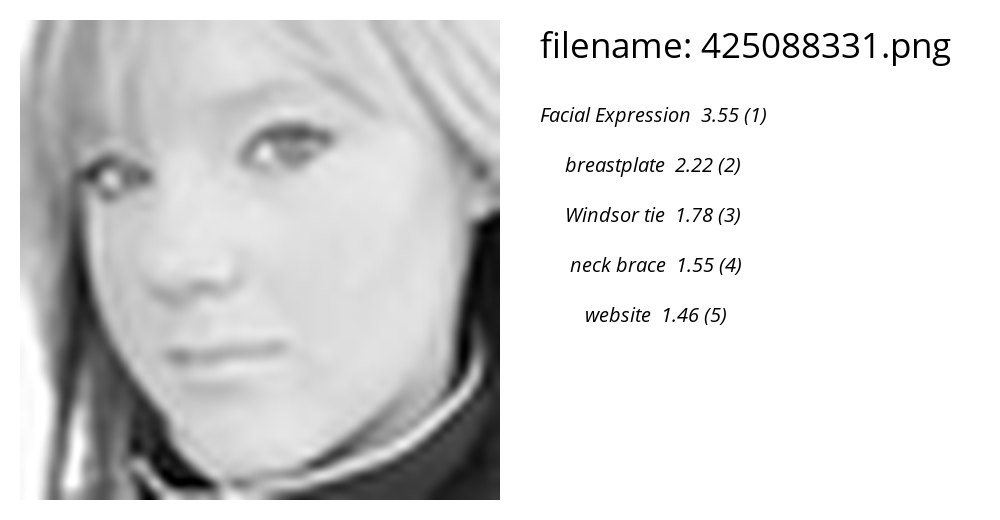 filename: 425088331.png
Facial Expression 3.55 (1)
breastplate 2.22 (2)
Windsor tie 1.78 (3)
neck brace 1.55 (4)
website 1.46 (5)